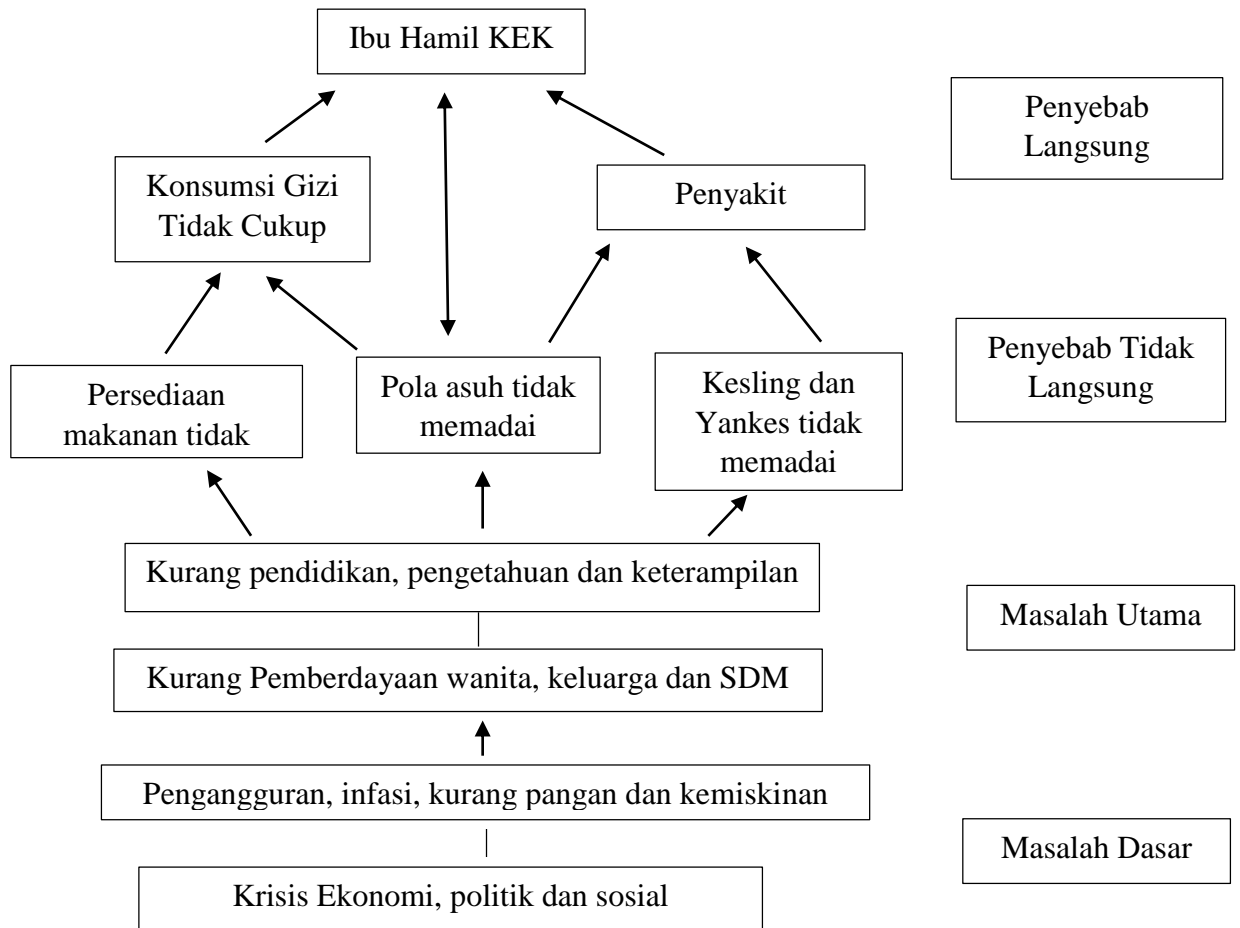 Ibu Hamil KEK
Penyebab
Langsung
Konsumsi Gizi
Tidak Cukup
Penyakit
Penyebab Tidak
Langsung
Persediaan
makanan tidak
Pola asuh tidak
memadai
Kesling dan
Yankes tidak
memadai
Kurang pendidikan, pengetahuan dan keterampilan
Masalah Utama
Kurang Pemberdayaan wanita, keluarga dan SDM
Pengangguran, infasi, kurang pangan dan kemiskinan
Masalah Dasar
Krisis Ekonomi, politik dan sosial